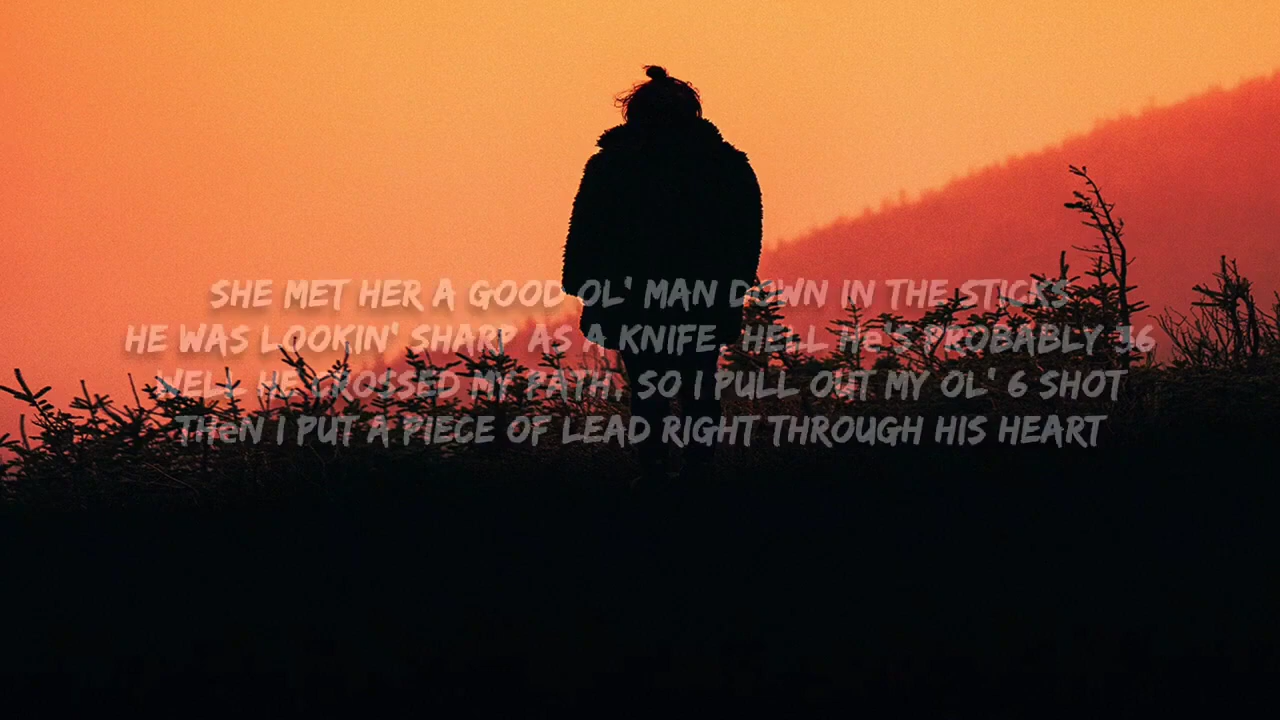 SHE MET HER A GOOD OL' MAN DOWN IN THE STICKS
HE WAS LOOKIN' SHARP AS A KNIFE, HELL He'S PROBABLY 36
WELL HE CROSSED MY PATH, SO I PULL OUT MY OL' 6 SHOT
THeN I PUT A PIECE OF LEAD RIGHT THROUGH HIS HEART